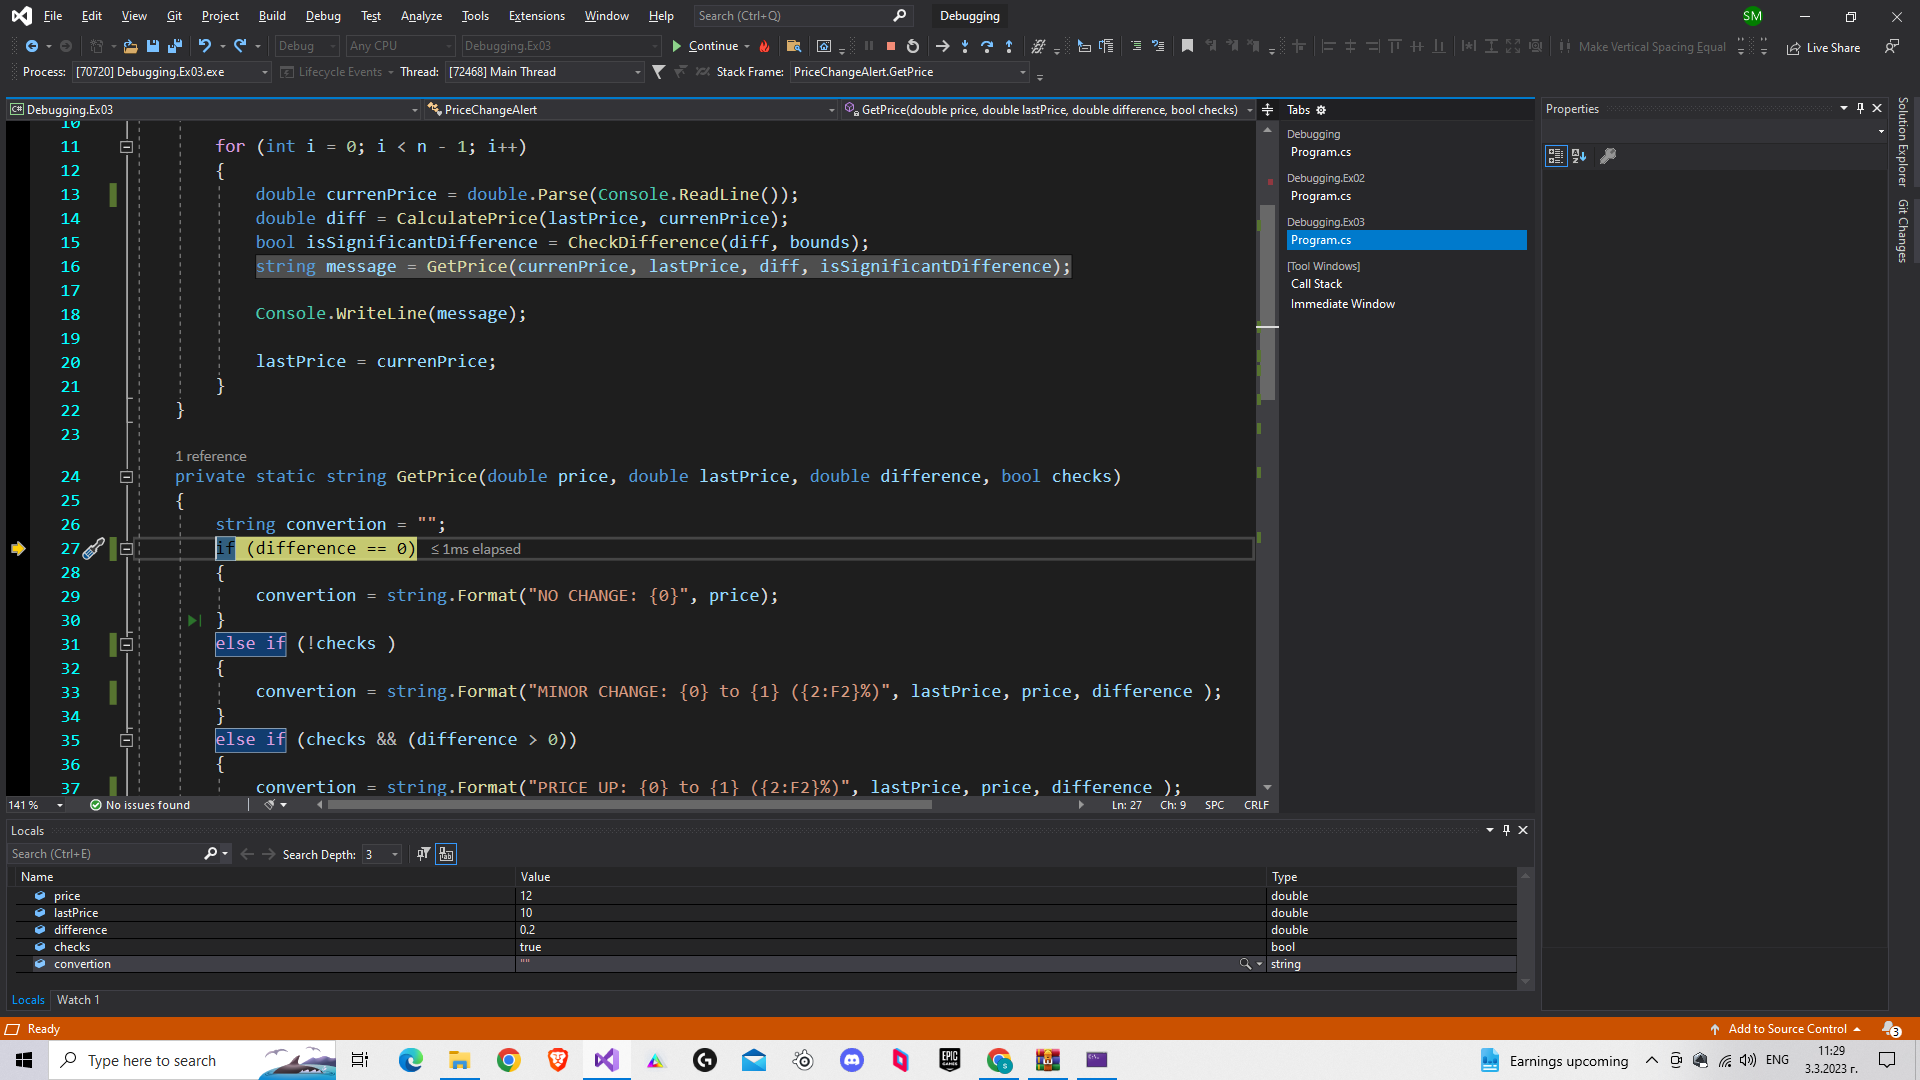 File Edit View Git Project Build Debug Test Analyze Tools Extensions Window Help Search (Ctrl+Q) Debugging SM
Debug Any CPU Debugging.Ex03 Continue Make Vertical Spacing Equal Live Share
Process: [70720] Debugging.Ex03.exe Lifecycle Events Thread: [72468] Main Thread Stack Frame: PriceChangeAlert.GetPrice
C# Debugging.Ex03 PriceChangeAlert GetPrice(double price, double lastPrice, double difference, bool checks)
10
11 for (int i = 0; i < n - 1; i++)
12 {
13 double currenPrice = double.Parse(Console.ReadLine());
14 double diff = CalculatePrice(lastPrice, currenPrice);
15 bool isSignificantDifference = CheckDifference(diff, bounds);
16 string message = GetPrice(currenPrice, lastPrice, diff, isSignificantDifference);
17
18 Console.WriteLine(message);
19
20 lastPrice = currenPrice;
21 }
22 }
23
1 reference
24 private static string GetPrice(double price, double lastPrice, double difference, bool checks)
25 {
26 string convertion = "";
27 if (difference == 0) ≤ 1ms elapsed
28 {
29 convertion = string.Format("NO CHANGE: {0}", price);
30 }
31 else if (!checks )
32 {
33 convertion = string.Format("MINOR CHANGE: {0} to {1} ({2:F2}%)", lastPrice, price, difference );
34 }
35 else if (checks && (difference > 0))
36 {
37 convertion = string.Format("PRICE UP: {0} to {1} ({2:F2}%)", lastPrice, price, difference );
141 % No issues found Ln: 27 Ch: 9 SPC CRLF
Tabs
Debugging
Program.cs
Debugging.Ex02
Program.cs
Debugging.Ex03
Program.cs
[Tool Windows]
Call Stack
Immediate Window
Properties
Solution Explorer
Git Changes
Locals
Search (Ctrl+E) Search Depth: 3
Name Value Type
price 12 double
lastPrice 10 double
difference 0.2 double
checks true bool
convertion "" string
Locals Watch 1
Ready Add to Source Control 3
Type here to search EPIC GAMES Earnings upcoming ENG 11:29
3.3.2023 г.